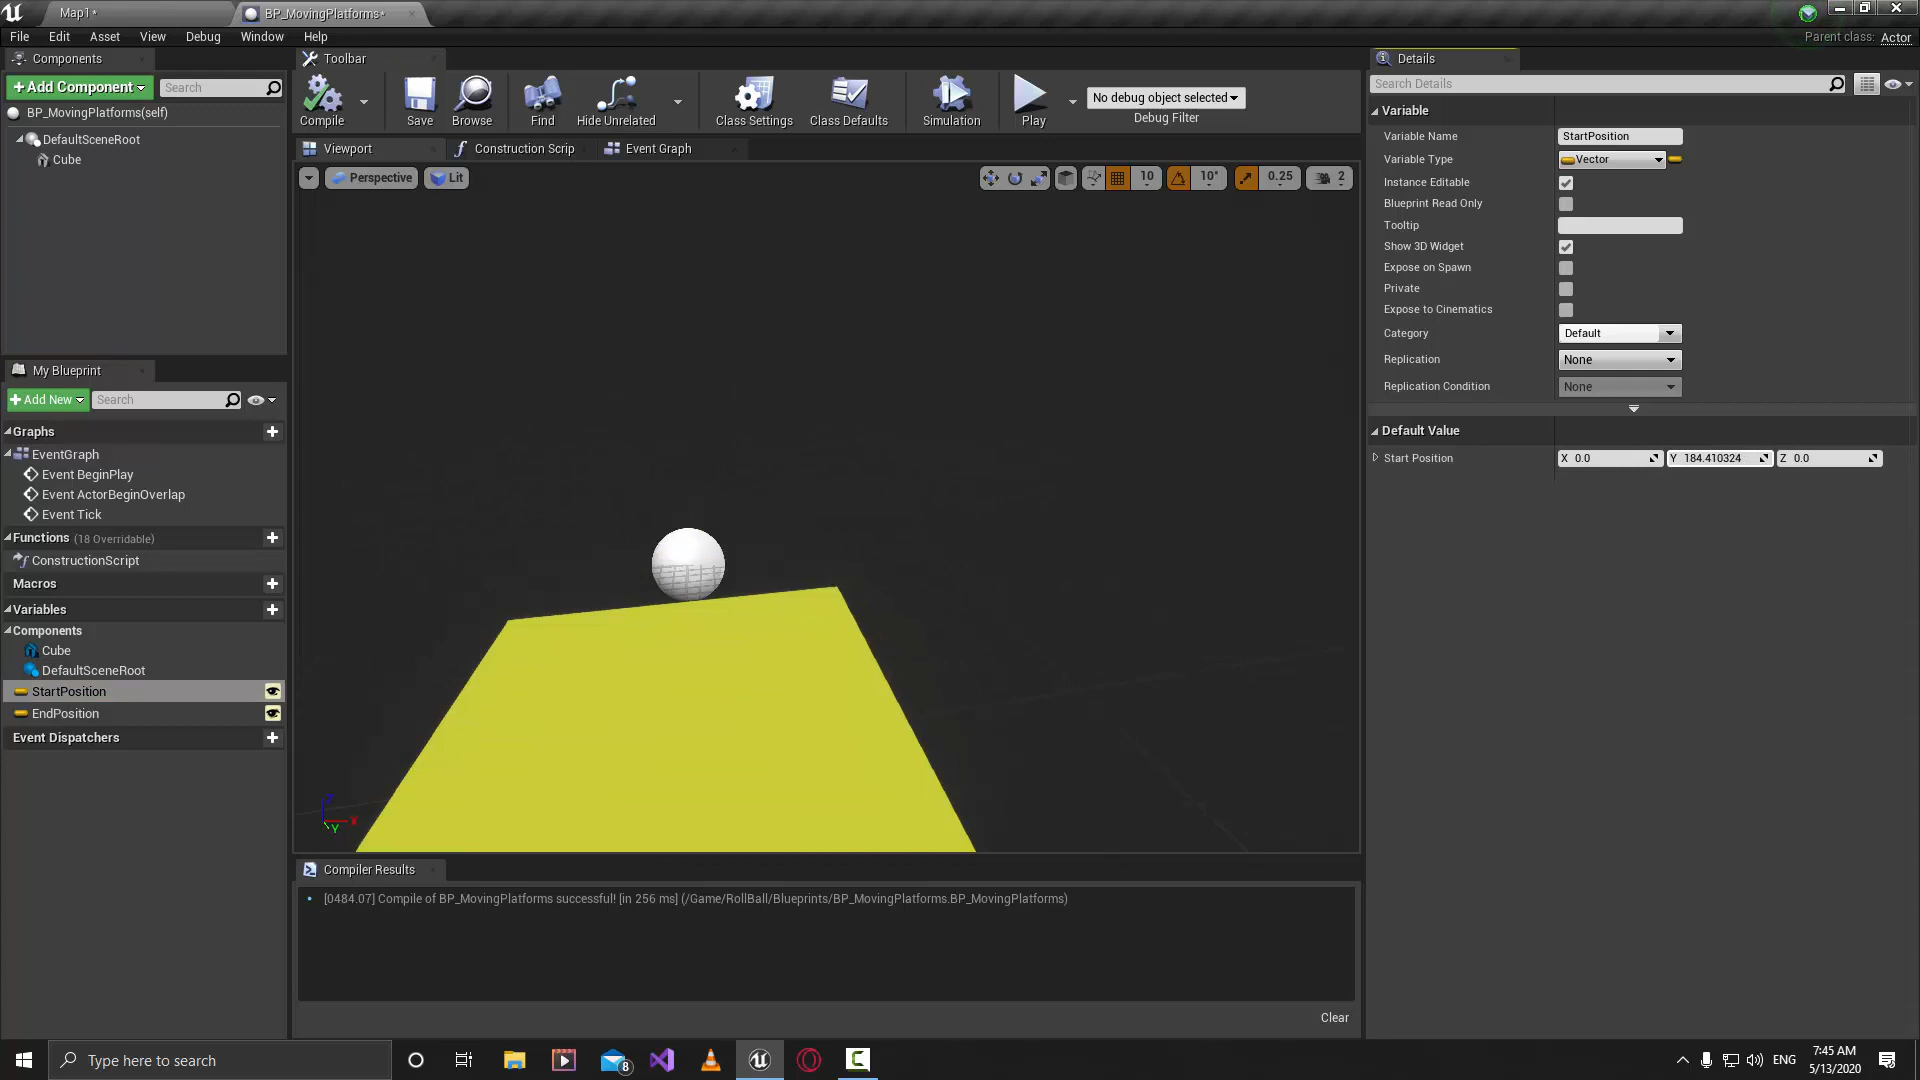 Map1*
BP_MovingPlatforms*
File Edit Asset View Debug Window Help
Parent class: Actor
Components
+Add Component
Search
BP_MovingPlatforms(self)
DefaultSceneRoot
Cube
My Blueprint
+Add New
Search
Graphs
EventGraph
Event BeginPlay
Event ActorBeginOverlap
Event Tick
Functions (18 Overridable)
ConstructionScript
Macros
Variables
Components
Cube
DefaultSceneRoot
StartPosition
EndPosition
Event Dispatchers
Toolbar
Compile
Save
Browse
Find
Hide Unrelated
Class Settings
Class Defaults
Simulation
Play
No debug object selected
Debug Filter
Viewport
Construction Scrip
Event Graph
Perspective
Lit
10
10°
0.25
2
Z
X
Y
Compiler Results
[0484.07] Compile of BP_MovingPlatforms successful! [in 256 ms] (/Game/RollBall/Blueprints/BP_MovingPlatforms.BP_MovingPlatforms)
Clear
Details
Search Details
Variable
Variable Name StartPosition
Variable Type Vector
Instance Editable
Blueprint Read Only
Tooltip
Show 3D Widget
Expose on Spawn
Private
Expose to Cinematics
Category Default
Replication None
Replication Condition None
Default Value
Start Position X 0.0 Y 184.410324 Z 0.0
Type here to search
8
ENG
7:45 AM
5/13/2020